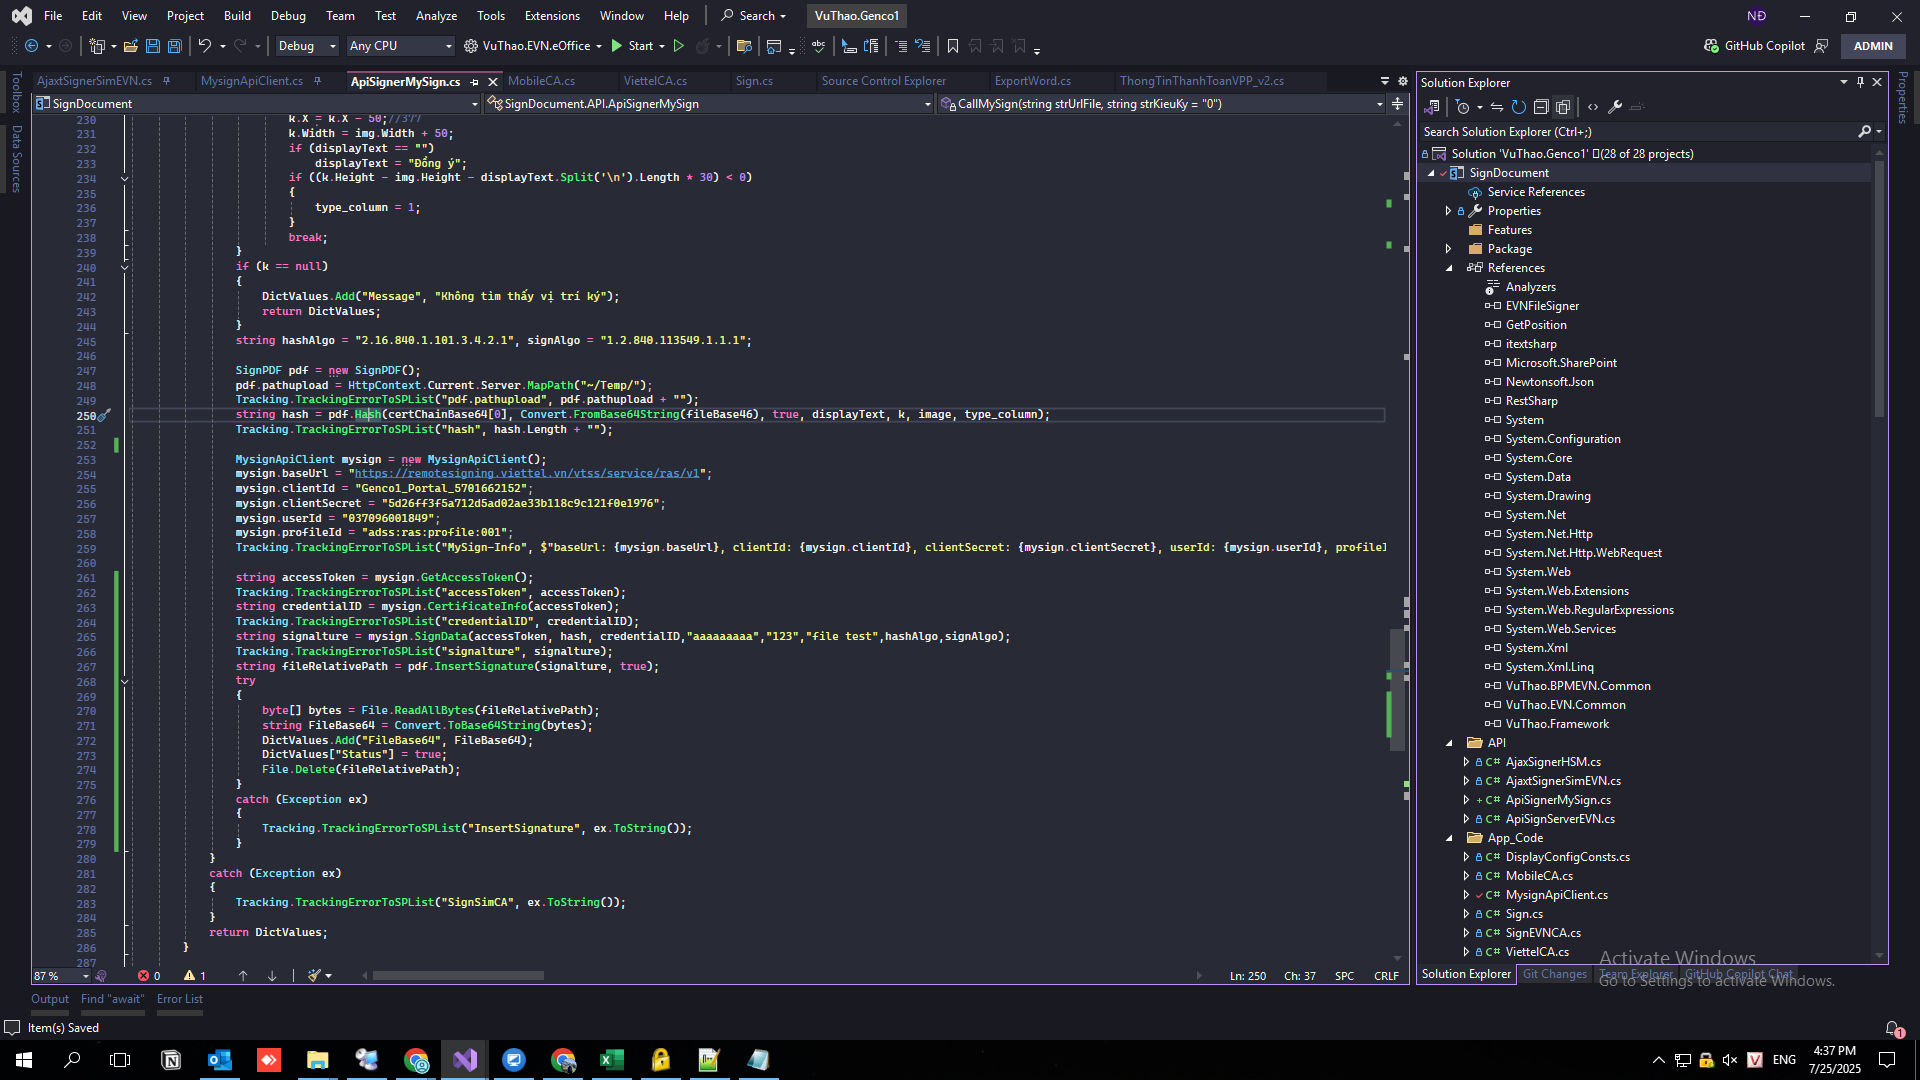 File Edit View Project Build Debug Team Test Analyze Tools Extensions Window Help Search VuThao.Genco1 NĐ
Debug Any CPU VuThao.EVN.eOffice Start GitHub Copilot ADMIN
AjaxtSignerSimEVN.cs MysignApiClient.cs ApiSignerMySign.cs MobileCA.cs ViettelCA.cs Sign.cs Source Control Explorer ExportWord.cs ThongTinThanhToanVPP_v2.cs
SignDocument SignDocument.API.ApiSignerMySign CallMySign(string strUrlFile, string strKieuKy = "0")
Toolbox
Data Sources
230 k.X = k.X - 50;//377
231 k.Width = img.Width + 50;
232 if (displayText == "")
233 displayText = "Đồng ý";
234 if ((k.Height - img.Height - displayText.Split('\n').Length * 30) < 0)
235 {
236 type_column = 1;
237 }
238 break;
239 }
240 if (k == null)
241 {
242 DictValues.Add("Message", "Không tìm thấy vị trí ký");
243 return DictValues;
244 }
245 string hashAlgo = "2.16.840.1.101.3.4.2.1", signAlgo = "1.2.840.113549.1.1.1";
246
247 SignPDF pdf = new SignPDF();
248 pdf.pathupload = HttpContext.Current.Server.MapPath("~/Temp/");
249 Tracking.TrackingErrorToSPList("pdf.pathupload", pdf.pathupload + "");
250 string hash = pdf.Hash(certChainBase64[0], Convert.FromBase64String(fileBase46), true, displayText, k, image, type_column);
251 Tracking.TrackingErrorToSPList("hash", hash.Length + "");
252
253 MysignApiClient mysign = new MysignApiClient();
254 mysign.baseUrl = "https://remotesigning.viettel.vn/vtss/service/ras/v1";
255 mysign.clientId = "Genco1_Portal_5701662152";
256 mysign.clientSecret = "5d26ff3f5a712d5ad02ae33b118c9c121f0e1976";
257 mysign.userId = "037096001849";
258 mysign.profileId = "adss:ras:profile:001";
259 Tracking.TrackingErrorToSPList("MySign-Info", $"baseUrl: {mysign.baseUrl}, clientId: {mysign.clientId}, clientSecret: {mysign.clientSecret}, userId: {mysign.userId}, profileI
260
261 string accessToken = mysign.GetAccessToken();
262 Tracking.TrackingErrorToSPList("accessToken", accessToken);
263 string credentialID = mysign.CertificateInfo(accessToken);
264 Tracking.TrackingErrorToSPList("credentialID", credentialID);
265 string signalture = mysign.SignData(accessToken, hash, credentialID,"aaaaaaaaa","123","file test",hashAlgo,signAlgo);
266 Tracking.TrackingErrorToSPList("signalture", signalture);
267 string fileRelativePath = pdf.InsertSignature(signalture, true);
268 try
269 {
270 byte[] bytes = File.ReadAllBytes(fileRelativePath);
271 string FileBase64 = Convert.ToBase64String(bytes);
272 DictValues.Add("FileBase64", FileBase64);
273 DictValues["Status"] = true;
274 File.Delete(fileRelativePath);
275 }
276 catch (Exception ex)
277 {
278 Tracking.TrackingErrorToSPList("InsertSignature", ex.ToString());
279 }
280 }
281 catch (Exception ex)
282 {
283 Tracking.TrackingErrorToSPList("SignSimCA", ex.ToString());
284 }
285 return DictValues;
286 }
287
87 % 0 1 Ln: 250 Ch: 37 SPC CRLF
Output Find "await" Error List
Item(s) Saved
Solution Explorer
Search Solution Explorer (Ctrl+;)
Solution 'VuThao.Genco1' (28 of 28 projects)
SignDocument
Service References
Properties
Features
Package
References
Analyzers
EVNFileSigner
GetPosition
itextsharp
Microsoft.SharePoint
Newtonsoft.Json
RestSharp
System
System.Configuration
System.Core
System.Data
System.Drawing
System.Net
System.Net.Http
System.Net.Http.WebRequest
System.Web
System.Web.Extensions
System.Web.RegularExpressions
System.Web.Services
System.Xml
System.Xml.Linq
VuThao.BPMEVN.Common
VuThao.EVN.Common
VuThao.Framework
API
C# AjaxSignerHSM.cs
C# AjaxtSignerSimEVN.cs
C# ApiSignerMySign.cs
C# ApiSignServerEVN.cs
App_Code
C# DisplayConfigConsts.cs
C# MobileCA.cs
C# MysignApiClient.cs
C# Sign.cs
C# SignEVNCA.cs
C# ViettelCA.cs
Solution Explorer Git Changes Team Explorer GitHub Copilot Chat
Properties
Activate Windows
Go to Settings to activate Windows.
1
ENG
4:37 PM
7/25/2025